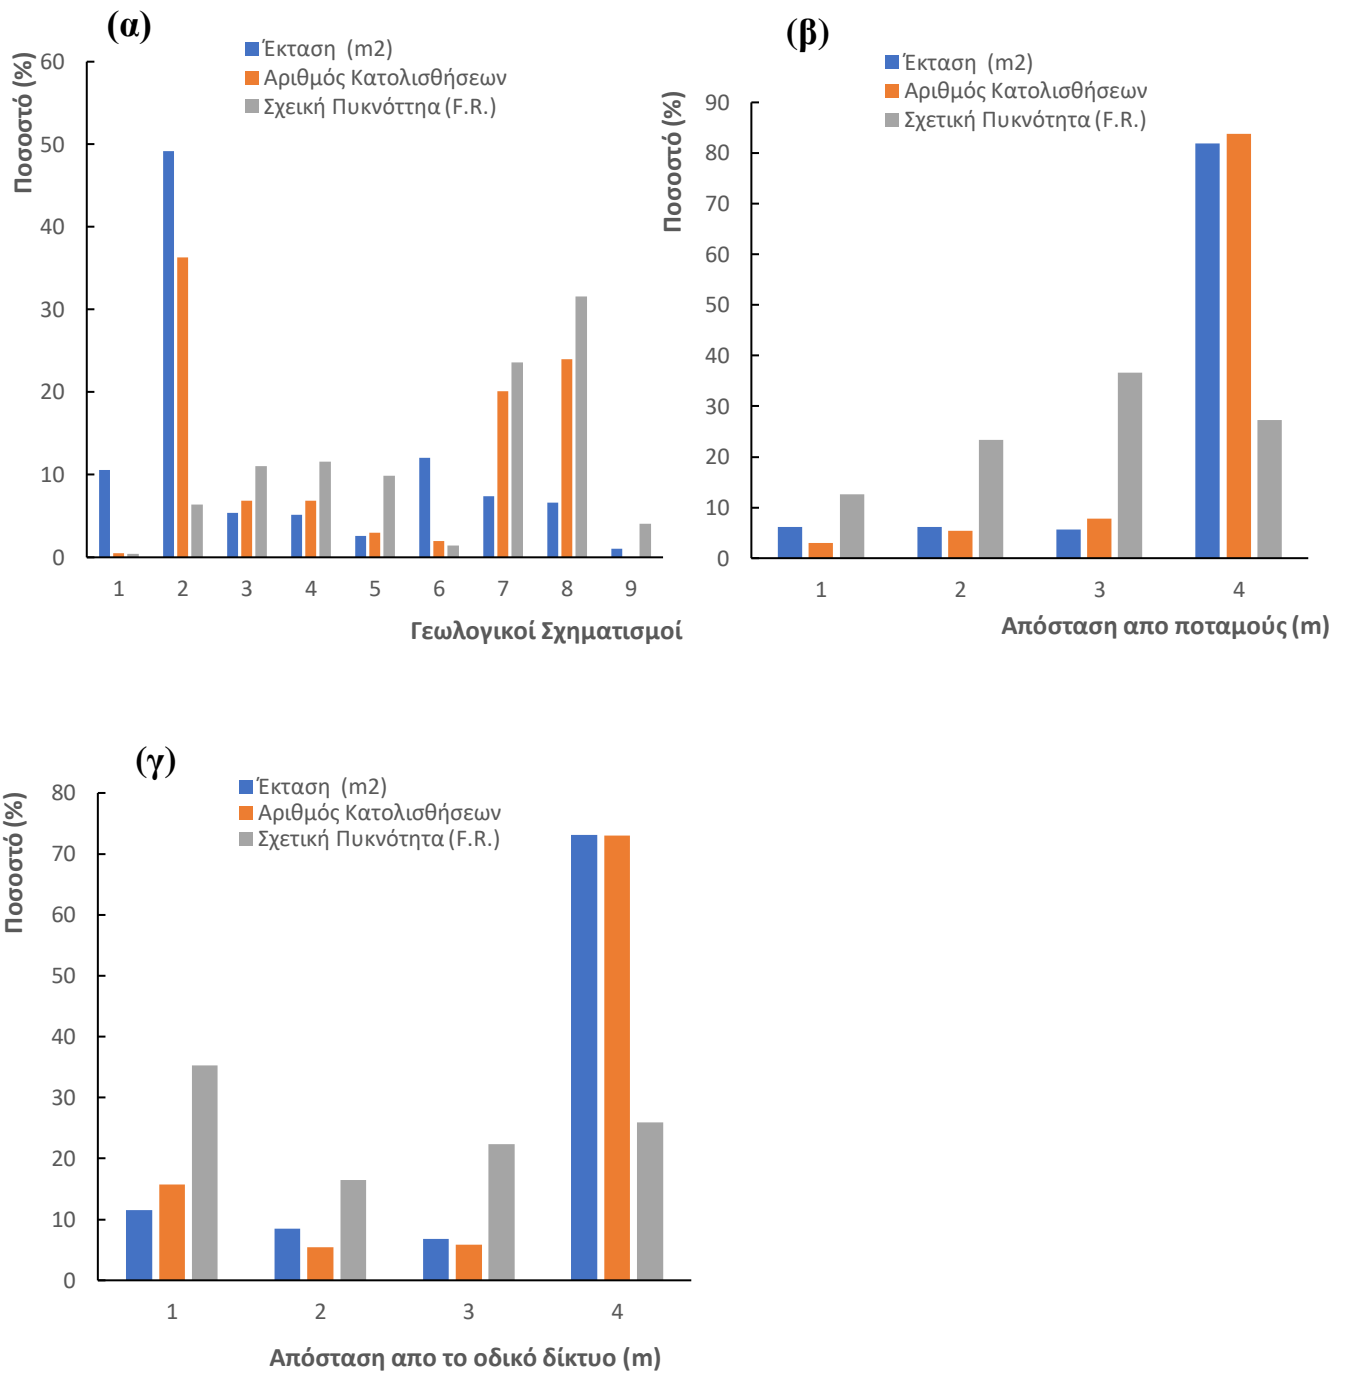 (α)
Έκταση (m2)
Αριθμός Κατολισθήσεων
Σχεική Πυκνόττηα (F.R.)
Ποσοστό (%)
60
50
40
30
20
10
0
1 2 3 4 5 6 7 8 9
Γεωλογικοί Σχηματισμοί
(β)
Έκταση (m2)
Αριθμός Κατολισθήσεων
Σχετική Πυκνότητα (F.R.)
Ποσοστό (%)
90
80
70
60
50
40
30
20
10
0
1 2 3 4
Απόσταση απο ποταμούς (m)
(γ)
Έκταση (m2)
Αριθμός Κατολισθήσεων
Σχετική Πυκνότητα (F.R.)
Ποσοστό (%)
80
70
60
50
40
30
20
10
0
1 2 3 4
Απόσταση απο το οδικό δίκτυο (m)